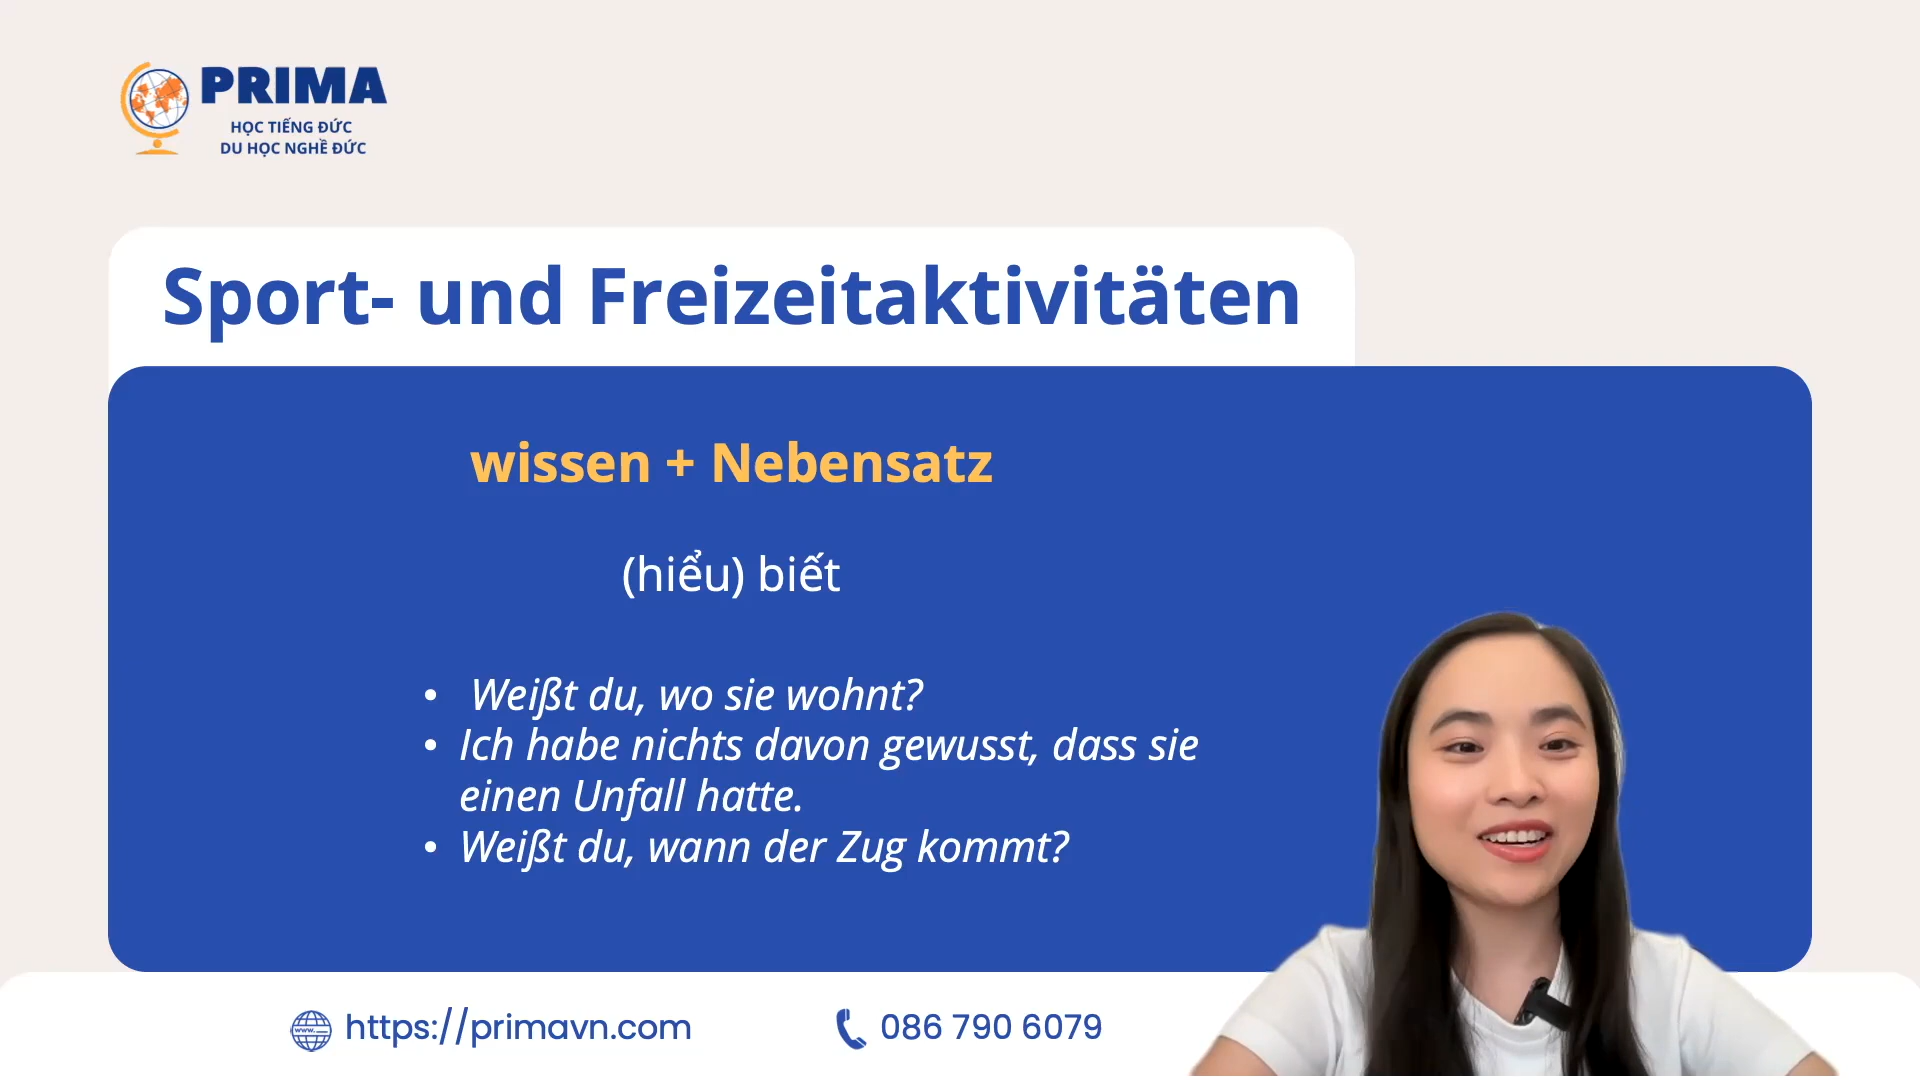 PRIMA
HỌC TIẾNG ĐỨC
DU HỌC NGHỀ ĐỨC
Sport- und Freizeitaktivitäten
wissen + Nebensatz
(hiểu) biết
• Weißt du, wo sie wohnt?
• Ich habe nichts davon gewusst, dass sie
einen Unfall hatte.
• Weißt du, wann der Zug kommt?
www.
https://primavn.com
086 790 6079